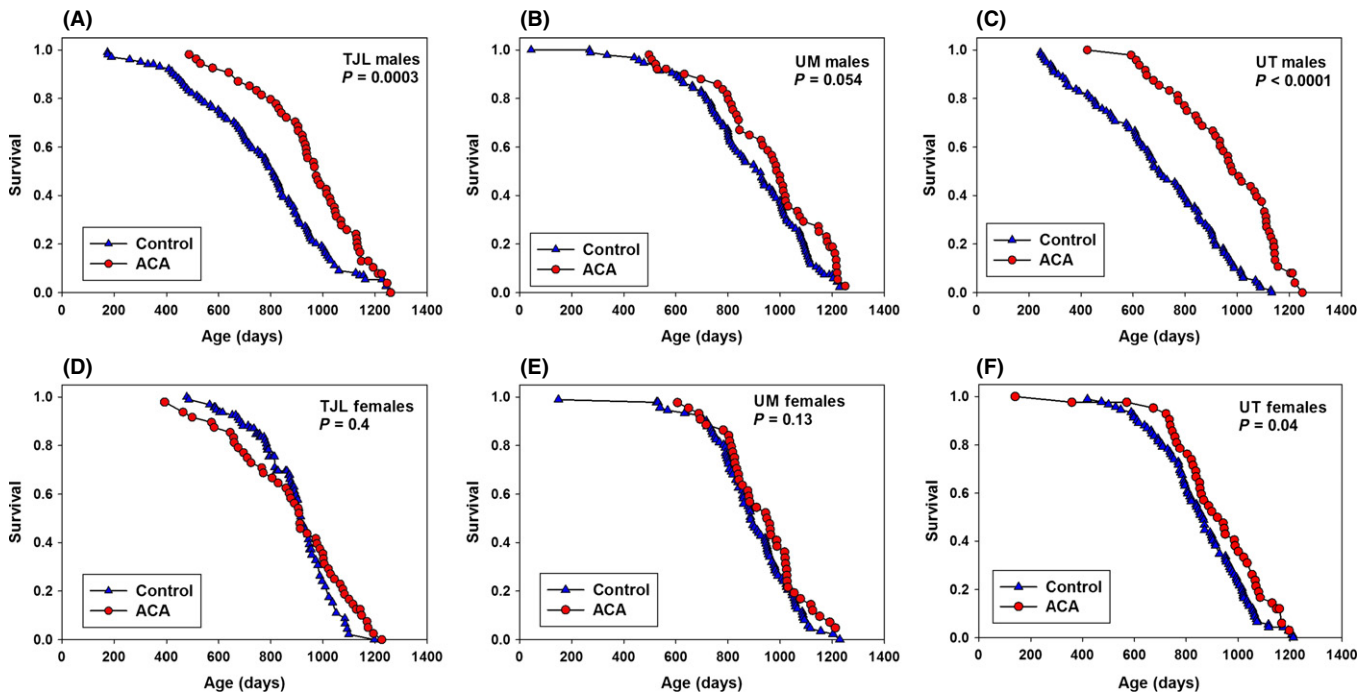 (A)
TJL males
P = 0.0003
Survival
1.0
0.8
0.6
0.4
0.2
0.0
Control
ACA
0 200 400 600 800 1000 1200 1400
Age (days)
(B)
UM males
P = 0.054
Survival
1.0
0.8
0.6
0.4
0.2
0.0
Control
ACA
0 200 400 600 800 1000 1200 1400
Age (days)
(C)
UT males
P < 0.0001
Survival
1.0
0.8
0.6
0.4
0.2
0.0
Control
ACA
0 200 400 600 800 1000 1200 1400
Age (days)
(D)
TJL females
P = 0.4
Survival
1.0
0.8
0.6
0.4
0.2
0.0
Control
ACA
0 200 400 600 800 1000 1200 1400
Age (days)
(E)
UM females
P = 0.13
Survival
1.0
0.8
0.6
0.4
0.2
0.0
Control
ACA
0 200 400 600 800 1000 1200 1400
Age (days)
(F)
UT females
P = 0.04
Survival
1.0
0.8
0.6
0.4
0.2
0.0
Control
ACA
0 200 400 600 800 1000 1200 1400
Age (days)